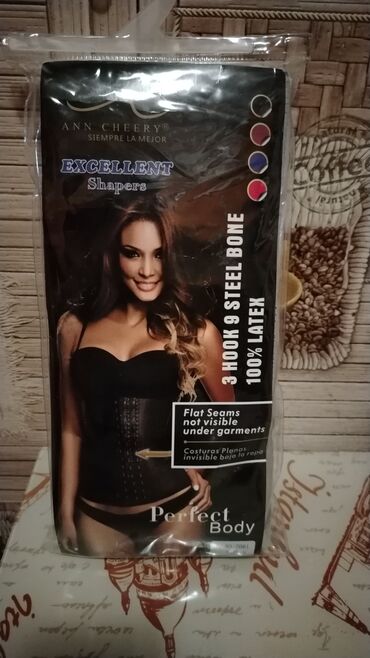 ANN CHEERY®
SIEMPRE LA MEJOR
EXCELLENT
Shapers
3 HOOK 9 STEEL BONE
100% LATEX
Flat Seams
not visible
under garments
Costuras Planas
invisible bajo la ropa
Perfect
Body
Istanbul